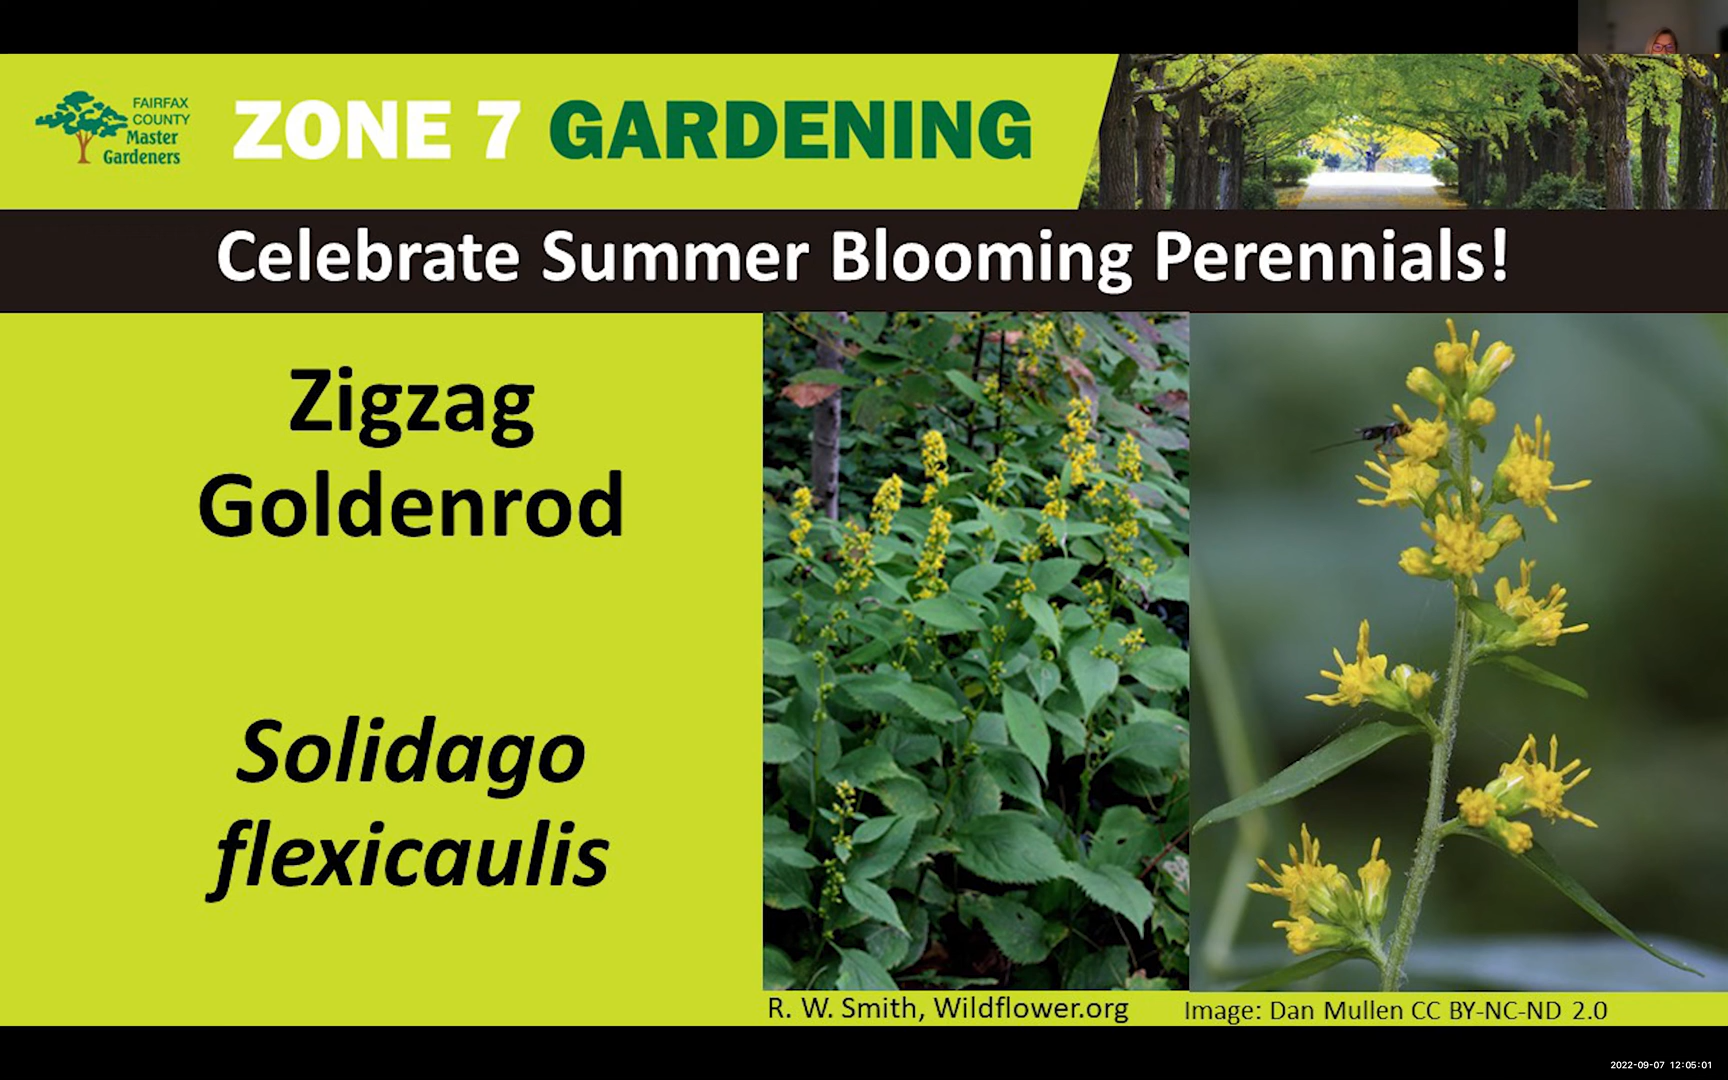 FAIRFAX
COUNTY
Master
Gardeners
ZONE 7 GARDENING
Celebrate Summer Blooming Perennials!
Zigzag
Goldenrod
Solidago
flexicaulis
R. W. Smith, Wildflower.org
Image: Dan Mullen CC BY-NC-ND 2.0
2022-09-07 12:05:01